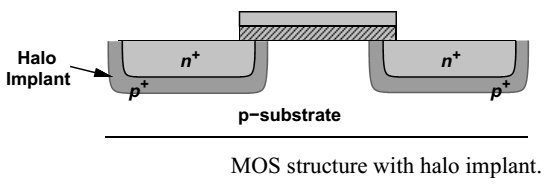 n⁺ n⁺
Halo
Implant
p⁺ p⁺
p−substrate
MOS structure with halo implant.